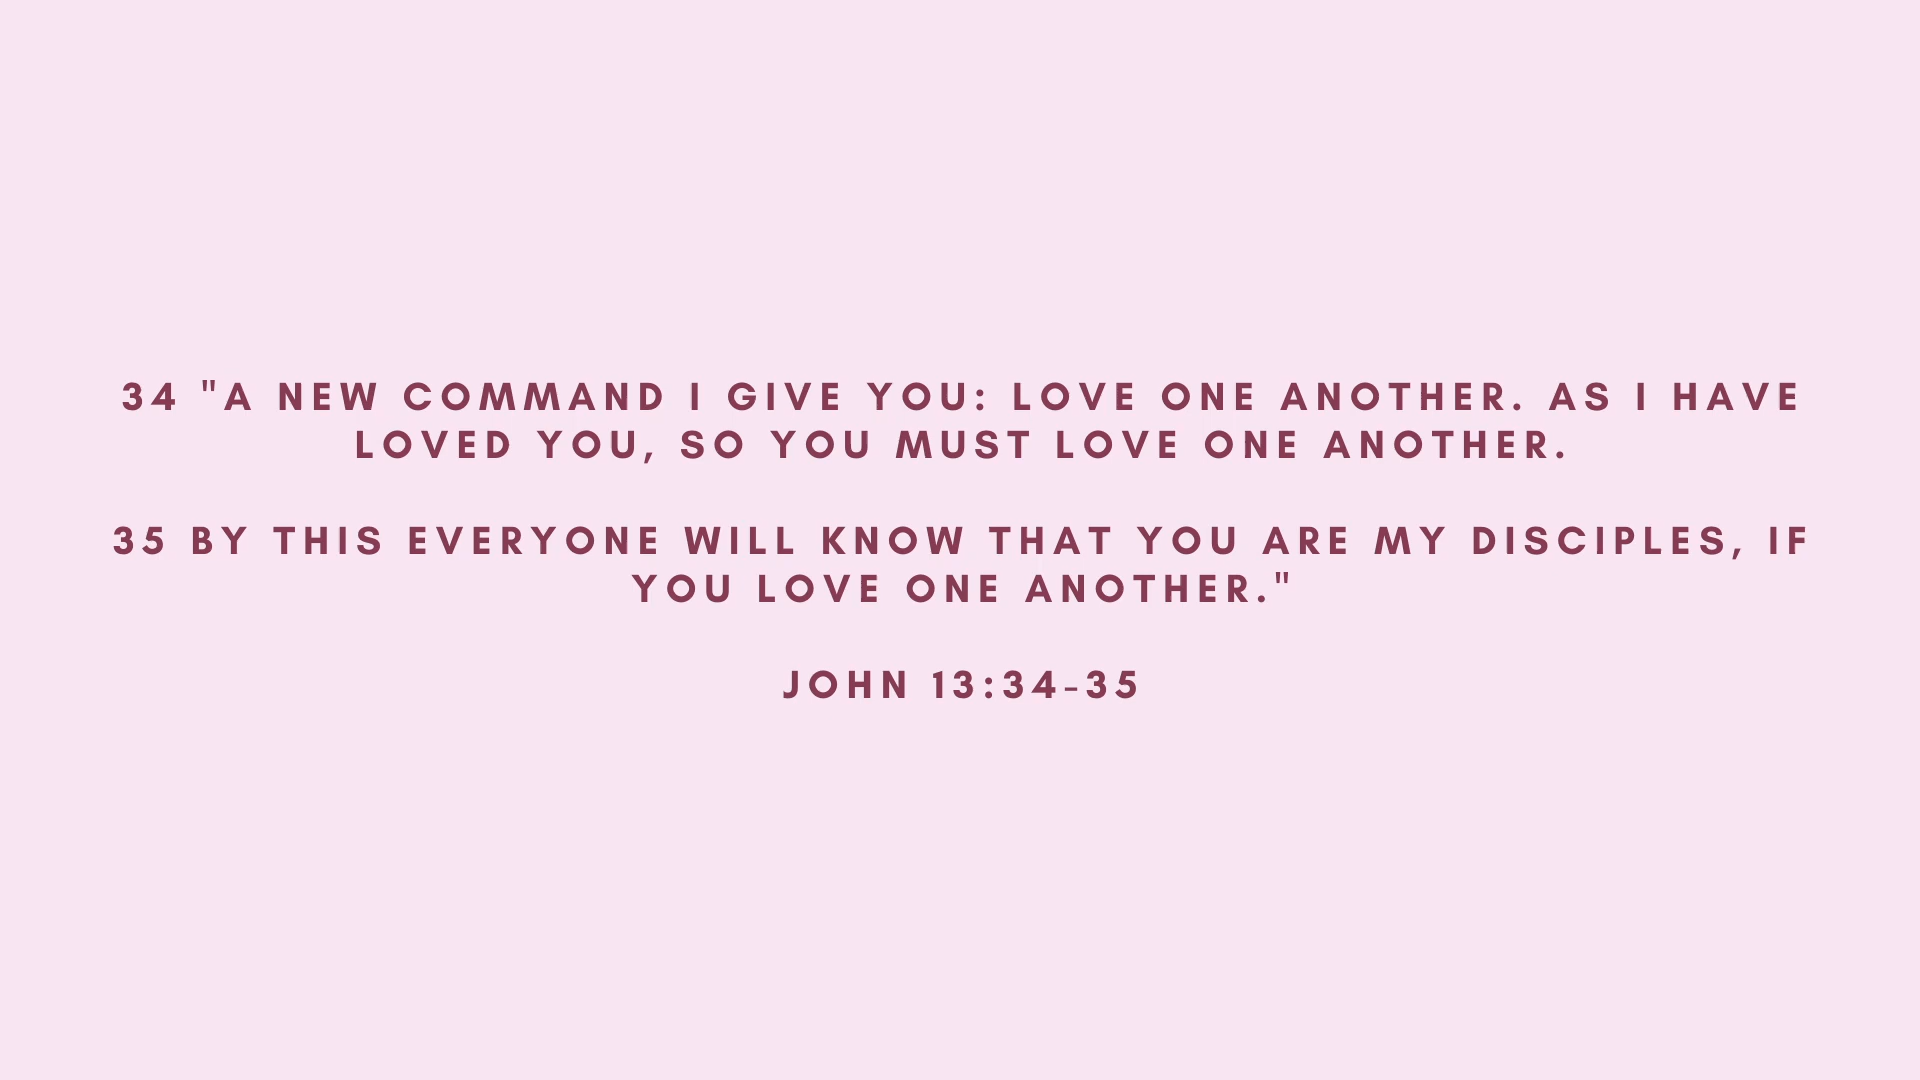 34 "A NEW COMMAND I GIVE YOU: LOVE ONE ANOTHER. AS I HAVE
LOVED YOU, SO YOU MUST LOVE ONE ANOTHER.
35 BY THIS EVERYONE WILL KNOW THAT YOU ARE MY DISCIPLES, IF
YOU LOVE ONE ANOTHER."
JOHN 13:34-35